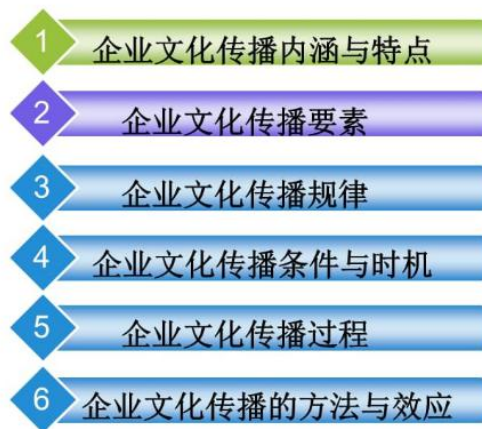 1 企业文化传播内涵与特点
2 企业文化传播要素
3 企业文化传播规律
4 企业文化传播条件与时机
5 企业文化传播过程
6 企业文化传播的方法与效应